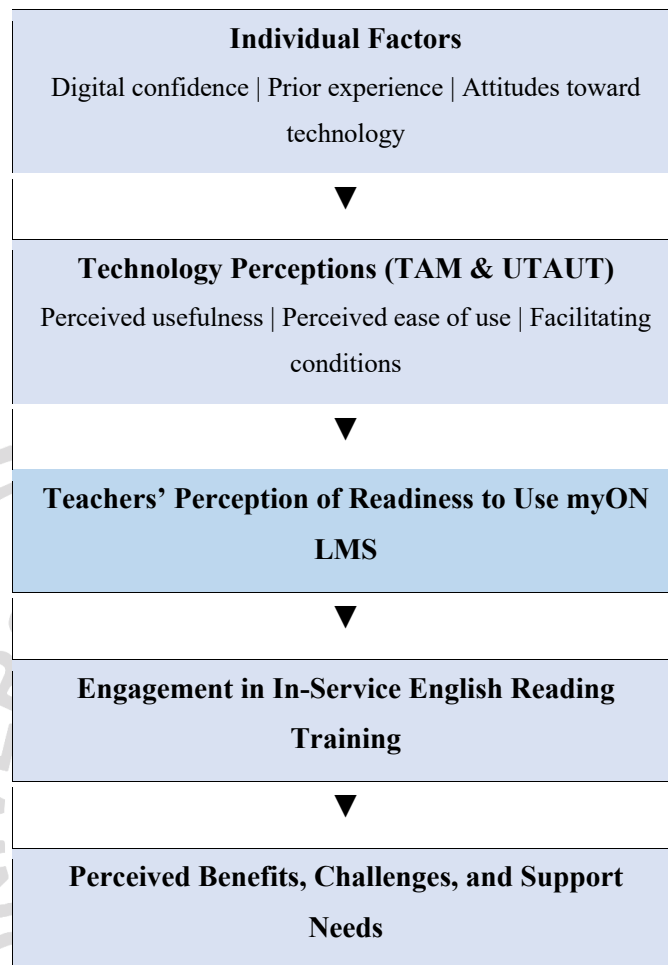 Individual Factors
Digital confidence | Prior experience | Attitudes toward
technology
▼
Technology Perceptions (TAM & UTAUT)
Perceived usefulness | Perceived ease of use | Facilitating
conditions
▼
Teachers’ Perception of Readiness to Use myON
LMS
▼
Engagement in In-Service English Reading
Training
▼
Perceived Benefits, Challenges, and Support
Needs